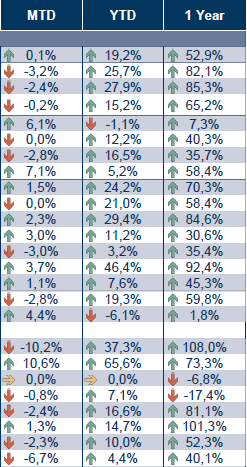 MTD YTD 1 Year
0,1% 19,2% 52,9%
-3,2% 25,7% 82,1%
-2,4% 27,9% 85,3%
-0,2% 15,2% 65,2%
6,1% -1,1% 7,3%
0,0% 12,2% 40,3%
-2,8% 16,5% 35,7%
7,1% 5,2% 58,4%
1,5% 24,2% 70,3%
0,0% 21,0% 58,4%
2,3% 29,4% 84,6%
3,0% 11,2% 30,6%
-3,0% 3,2% 35,4%
3,7% 46,4% 92,4%
1,1% 7,6% 45,3%
-2,8% 19,3% 59,8%
4,4% -6,1% 1,8%
-10,2% 37,3% 108,0%
10,6% 65,6% 73,3%
0,0% 0,0% -6,8%
-0,8% 7,1% -17,4%
-2,4% 16,6% 81,1%
1,3% 14,7% 101,3%
-2,3% 10,0% 52,3%
-6,7% 4,4% 40,1%